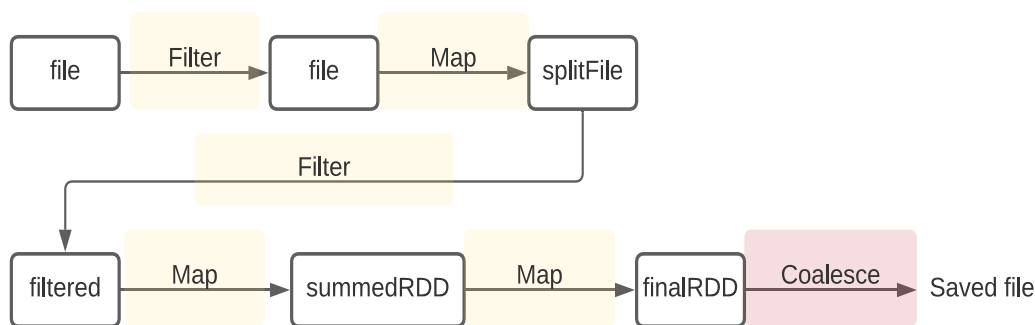 file
Filter
file
Map
splitFile
Filter
filtered
Map
summedRDD
Map
finalRDD
Coalesce
Saved file